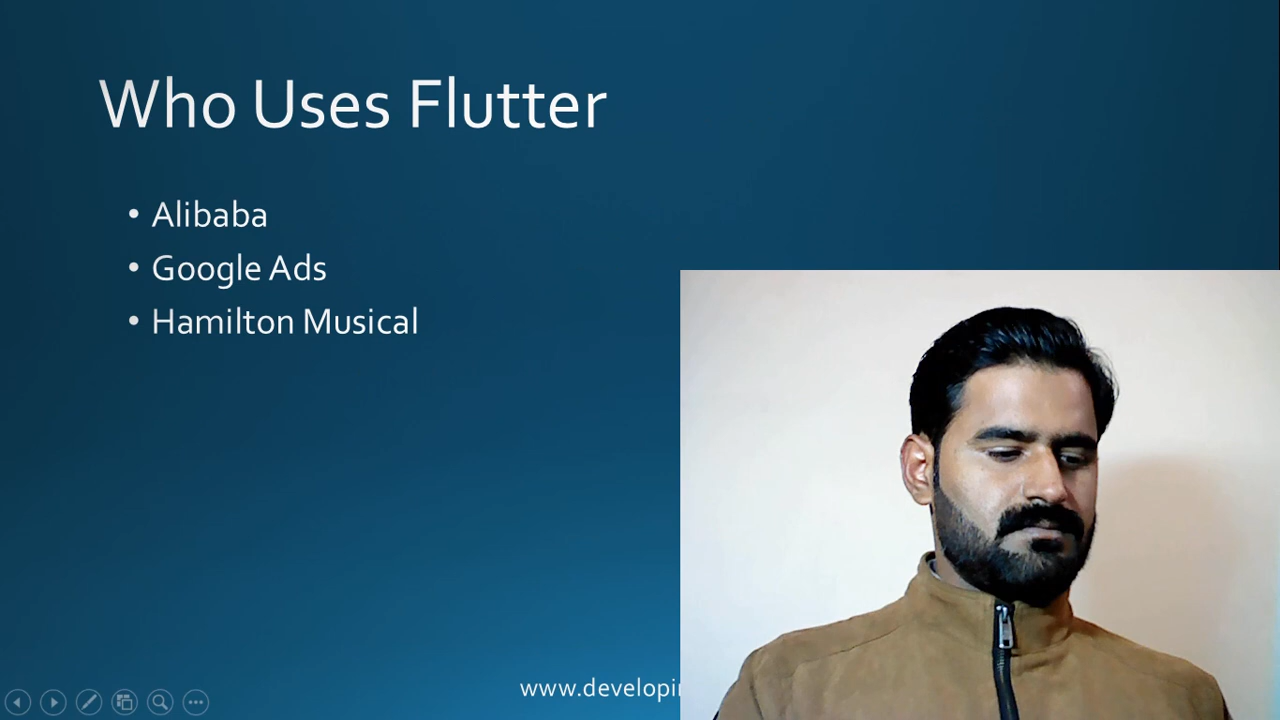 Who Uses Flutter
• Alibaba
• Google Ads
• Hamilton Musical